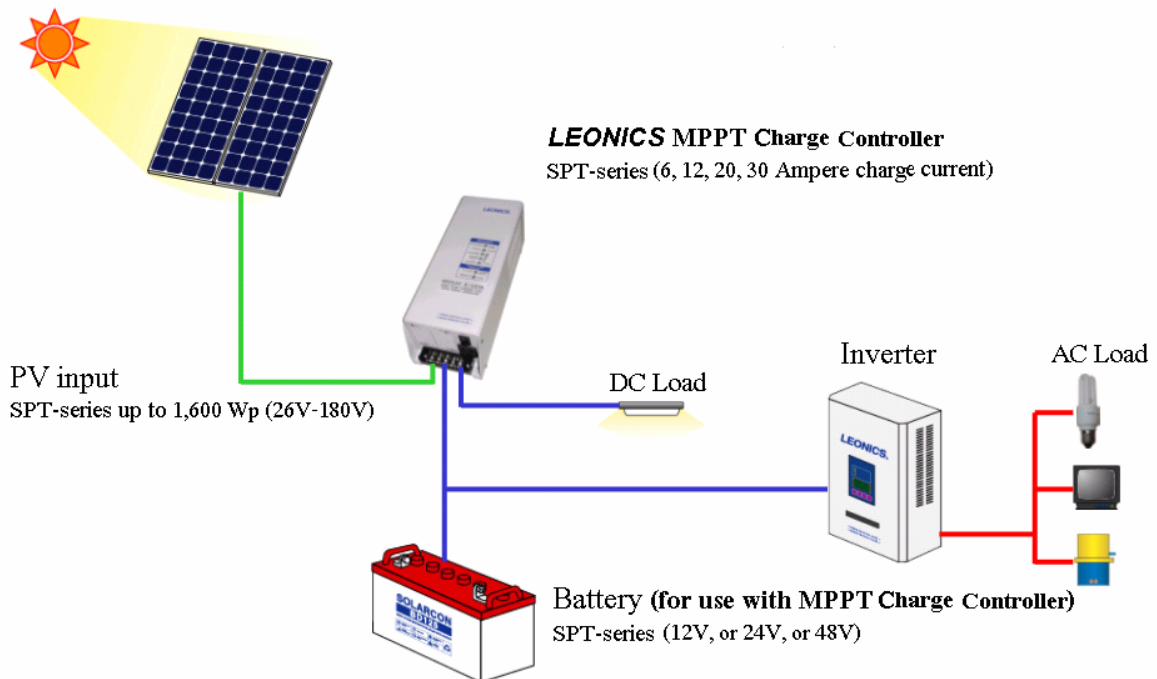 LEONICS MPPT Charge Controller
SPT-series (6, 12, 20, 30 Ampere charge current)
LEONICS
PV input
SPT-series up to 1,600 Wp (26V-180V)
DC Load
Inverter
AC Load
LEONICS
Battery (for use with MPPT Charge Controller)
SPT-series (12V, or 24V, or 48V)
SOLARCON